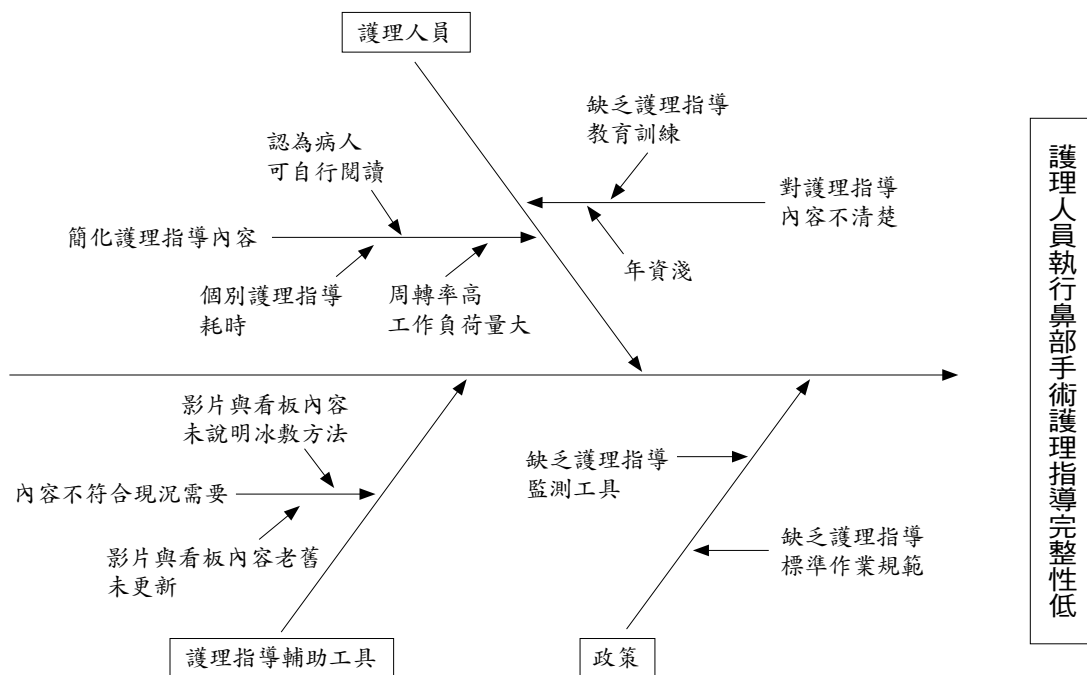 護理人員
缺乏護理指導
教育訓練
認為病人
可自行閱讀
對護理指導
內容不清楚
簡化護理指導內容
年資淺
個別護理指導
耗時
周轉率高
工作負荷量大
影片與看板內容
未說明冰敷方法
缺乏護理指導
監測工具
內容不符合現況需要
影片與看板內容老舊
未更新
缺乏護理指導
標準作業規範
護理指導輔助工具
政策
護理人員執行鼻部手術護理指導完整性低